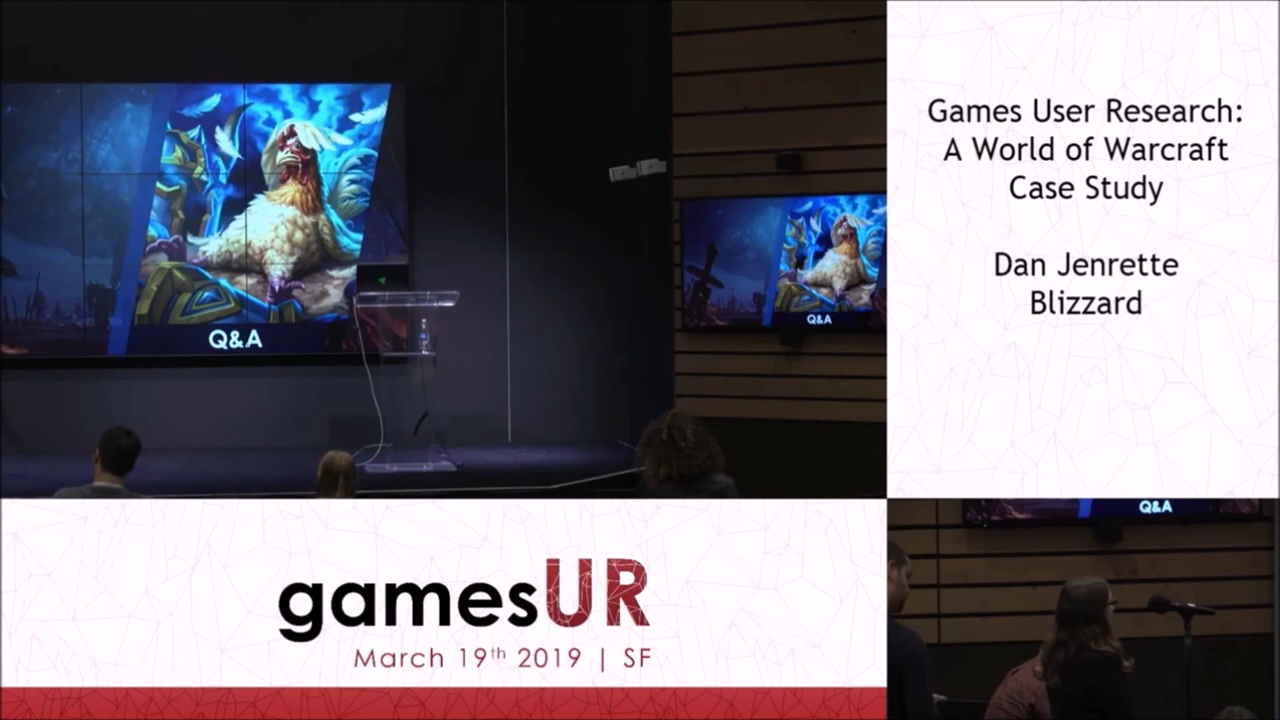 Q&A
Q&A
Games User Research:
A World of Warcraft
Case Study
Dan Jenrette
Blizzard
gamesUR
March 19th 2019 | SF
Q&A